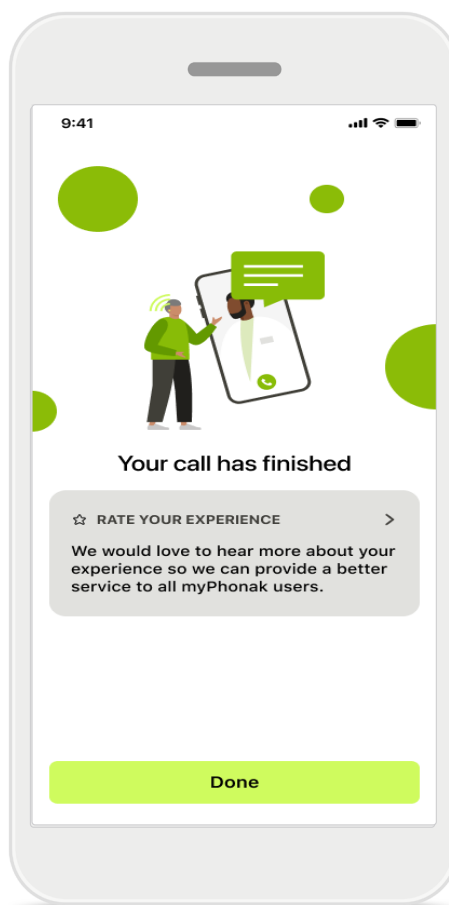 9:41
Your call has finished
RATE YOUR EXPERIENCE
We would love to hear more about your
experience so we can provide a better
service to all myPhonak users.
Done